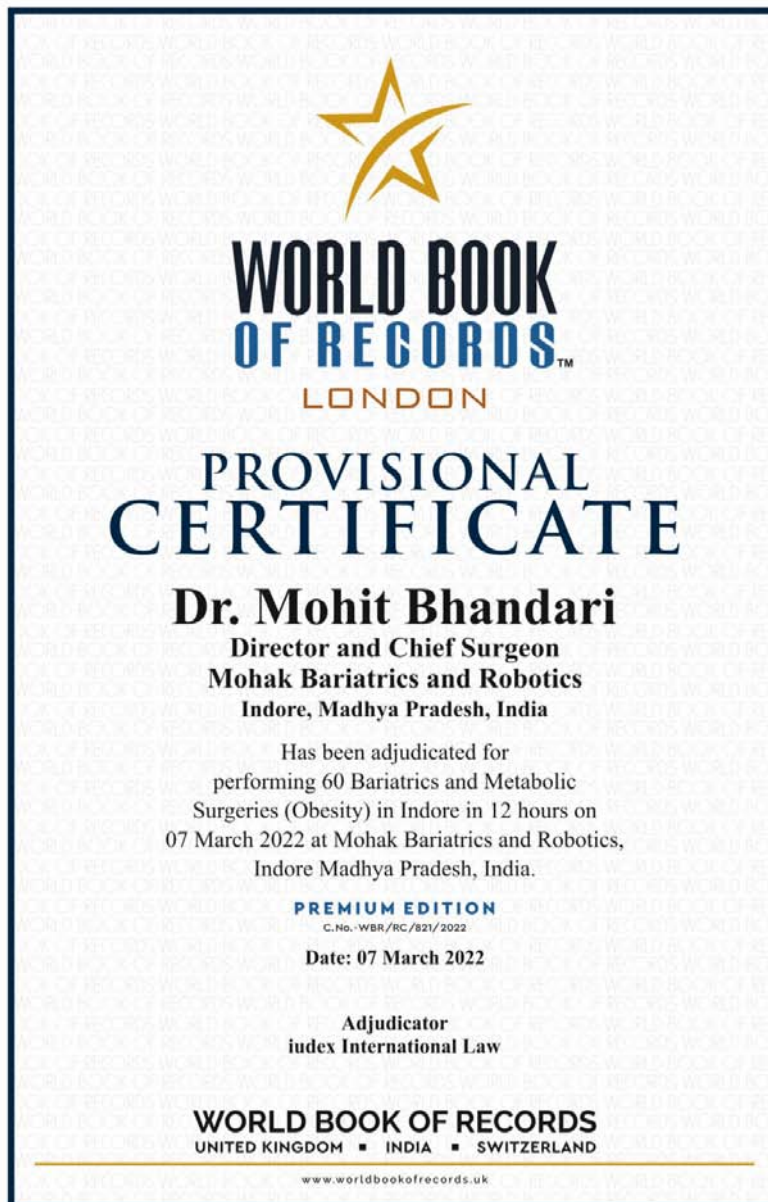 WORLD BOOK
OF RECORDS™
LONDON
PROVISIONAL
CERTIFICATE
Dr. Mohit Bhandari
Director and Chief Surgeon
Mohak Bariatrics and Robotics
Indore, Madhya Pradesh, India
Has been adjudicated for
performing 60 Bariatrics and Metabolic
Surgeries (Obesity) in Indore in 12 hours on
07 March 2022 at Mohak Bariatrics and Robotics,
Indore Madhya Pradesh, India.
PREMIUM EDITION
C.No.-WBR/RC/821/2022
Date: 07 March 2022
Adjudicator
iudex International Law
WORLD BOOK OF RECORDS
UNITED KINGDOM ▪ INDIA ▪ SWITZERLAND
www.worldbookofrecords.uk